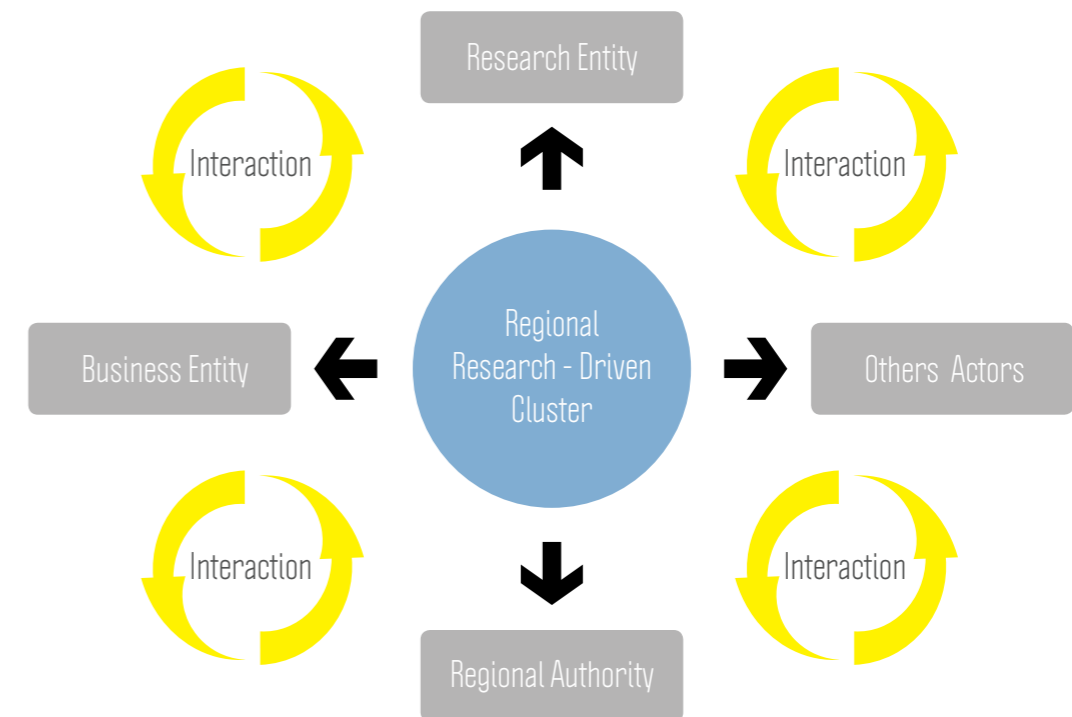 Research Entity
Interaction
Interaction
Regional
Research - Driven
Cluster
Business Entity
Others Actors
Interaction
Interaction
Regional Authority